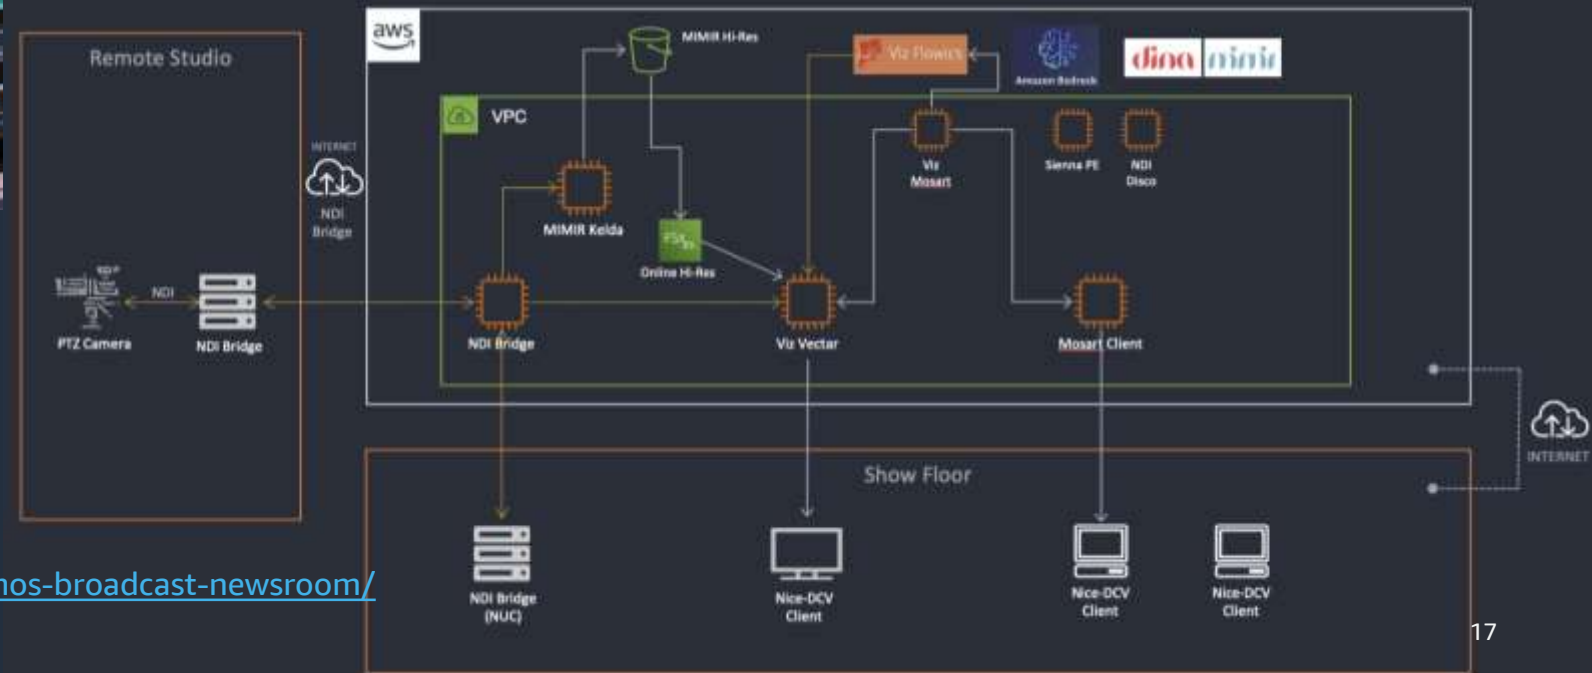 Remote Studio
PTZ Camera
NDI
NDI Bridge
INTERNET
NDI
Bridge
aws
MIMIR Hi-Res
Viz Flowics
Amazon Bedrock
dina
mimir
VPC
MIMIR Kelda
Online Hi-Res
FSx
NDI Bridge
Viz Vectar
Viz
Mosart
Sienna PE
NDI
Disco
Mosart Client
INTERNET
Show Floor
NDI Bridge
(NUC)
Nice-DCV
Client
Nice-DCV
Client
Nice-DCV
Client
nos-broadcast-newsroom/
17